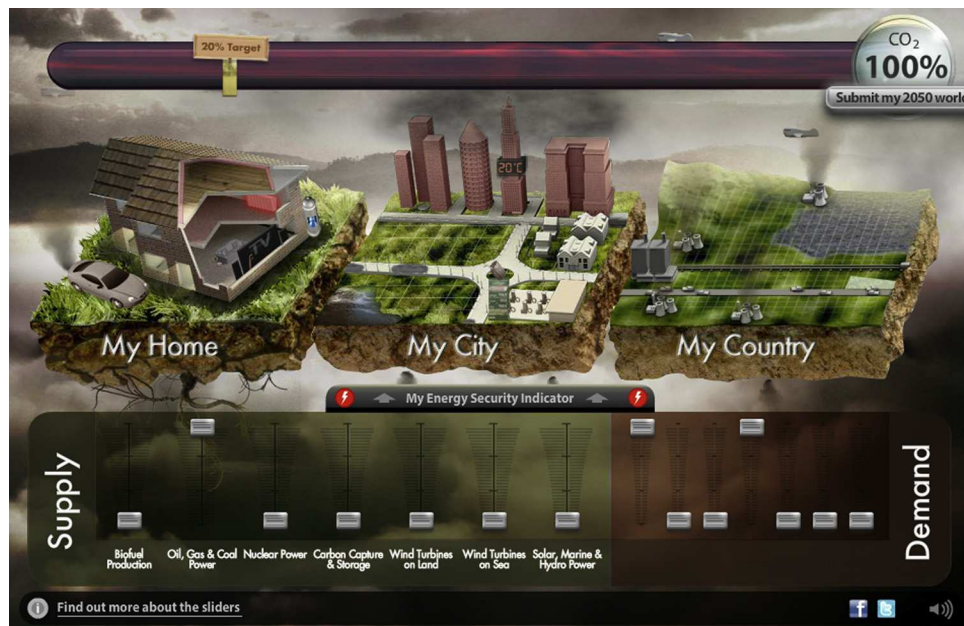 20% Target
CO2
100%
Submit my 2050 world
20°C
TV
My Home
My City
My Country
My Energy Security Indicator
Supply
Demand
Biofuel
Production
Oil, Gas & Coal
Power
Nuclear Power
Carbon Capture
& Storage
Wind Turbines
on Land
Wind Turbines
on Sea
Solar, Marine &
Hydro Power
i
Find out more about the sliders
f
t